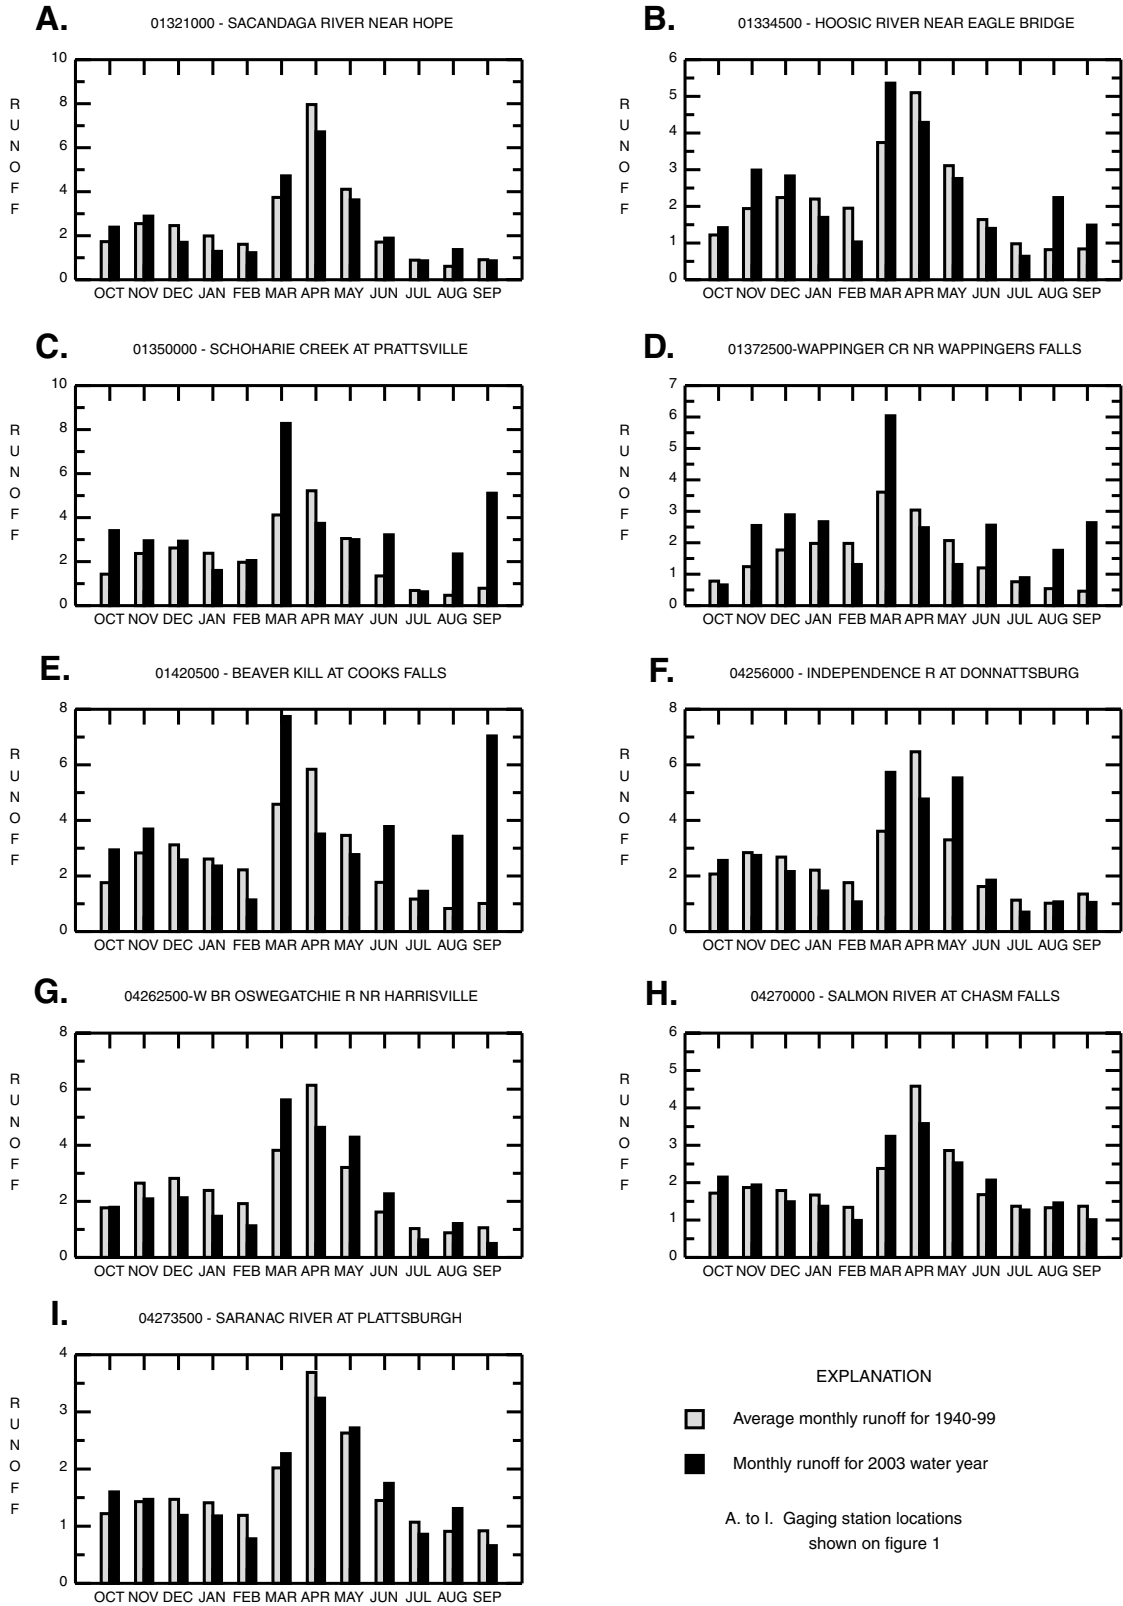 A.
01321000 - SACANDAGA RIVER NEAR HOPE
RUNOFF
10
8
6
4
2
0
OCT NOV DEC JAN FEB MAR APR MAY JUN JUL AUG SEP
B.
01334500 - HOOSIC RIVER NEAR EAGLE BRIDGE
RUNOFF
6
5
4
3
2
1
0
OCT NOV DEC JAN FEB MAR APR MAY JUN JUL AUG SEP
C.
01350000 - SCHOHARIE CREEK AT PRATTSVILLE
RUNOFF
10
8
6
4
2
0
OCT NOV DEC JAN FEB MAR APR MAY JUN JUL AUG SEP
D.
01372500-WAPPINGER CR NR WAPPINGERS FALLS
RUNOFF
7
6
5
4
3
2
1
0
OCT NOV DEC JAN FEB MAR APR MAY JUN JUL AUG SEP
E.
01420500 - BEAVER KILL AT COOKS FALLS
RUNOFF
8
6
4
2
0
OCT NOV DEC JAN FEB MAR APR MAY JUN JUL AUG SEP
F.
04256000 - INDEPENDENCE R AT DONNATTSBURG
RUNOFF
8
6
4
2
0
OCT NOV DEC JAN FEB MAR APR MAY JUN JUL AUG SEP
G.
04262500-W BR OSWEGATCHIE R NR HARRISVILLE
RUNOFF
8
6
4
2
0
OCT NOV DEC JAN FEB MAR APR MAY JUN JUL AUG SEP
H.
04270000 - SALMON RIVER AT CHASM FALLS
RUNOFF
6
5
4
3
2
1
0
OCT NOV DEC JAN FEB MAR APR MAY JUN JUL AUG SEP
I.
04273500 - SARANAC RIVER AT PLATTSBURGH
RUNOFF
4
3
2
1
0
OCT NOV DEC JAN FEB MAR APR MAY JUN JUL AUG SEP
EXPLANATION
Average monthly runoff for 1940-99
Monthly runoff for 2003 water year
A. to I. Gaging station locations
shown on figure 1